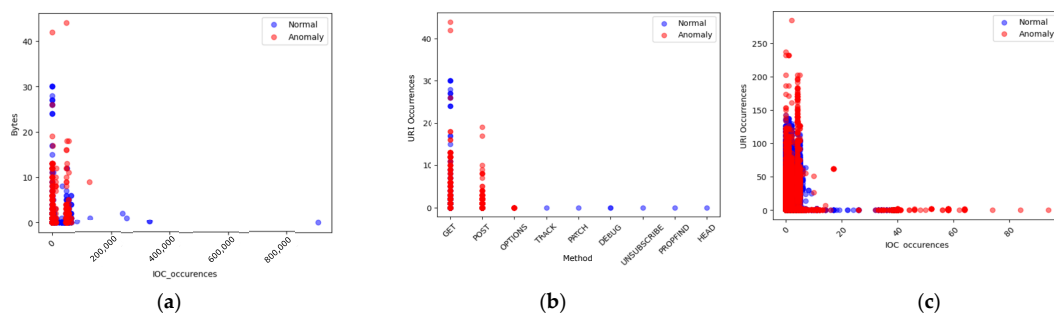 Normal
Anomaly
40
30
20
10
0
Bytes
0
200,000
400,000
600,000
800,000
IOC_occurences
(a)
Normal
Anomaly
40
30
20
10
0
URI Occurrences
GET
POST
OPTIONS
TRACK
PATCH
DEBUG
UNSUBSCRIBE
PROPFIND
HEAD
Method
(b)
Normal
Anomaly
250
200
150
100
50
0
URI Occurrences
0
20
40
60
80
IOC_occurences
(c)